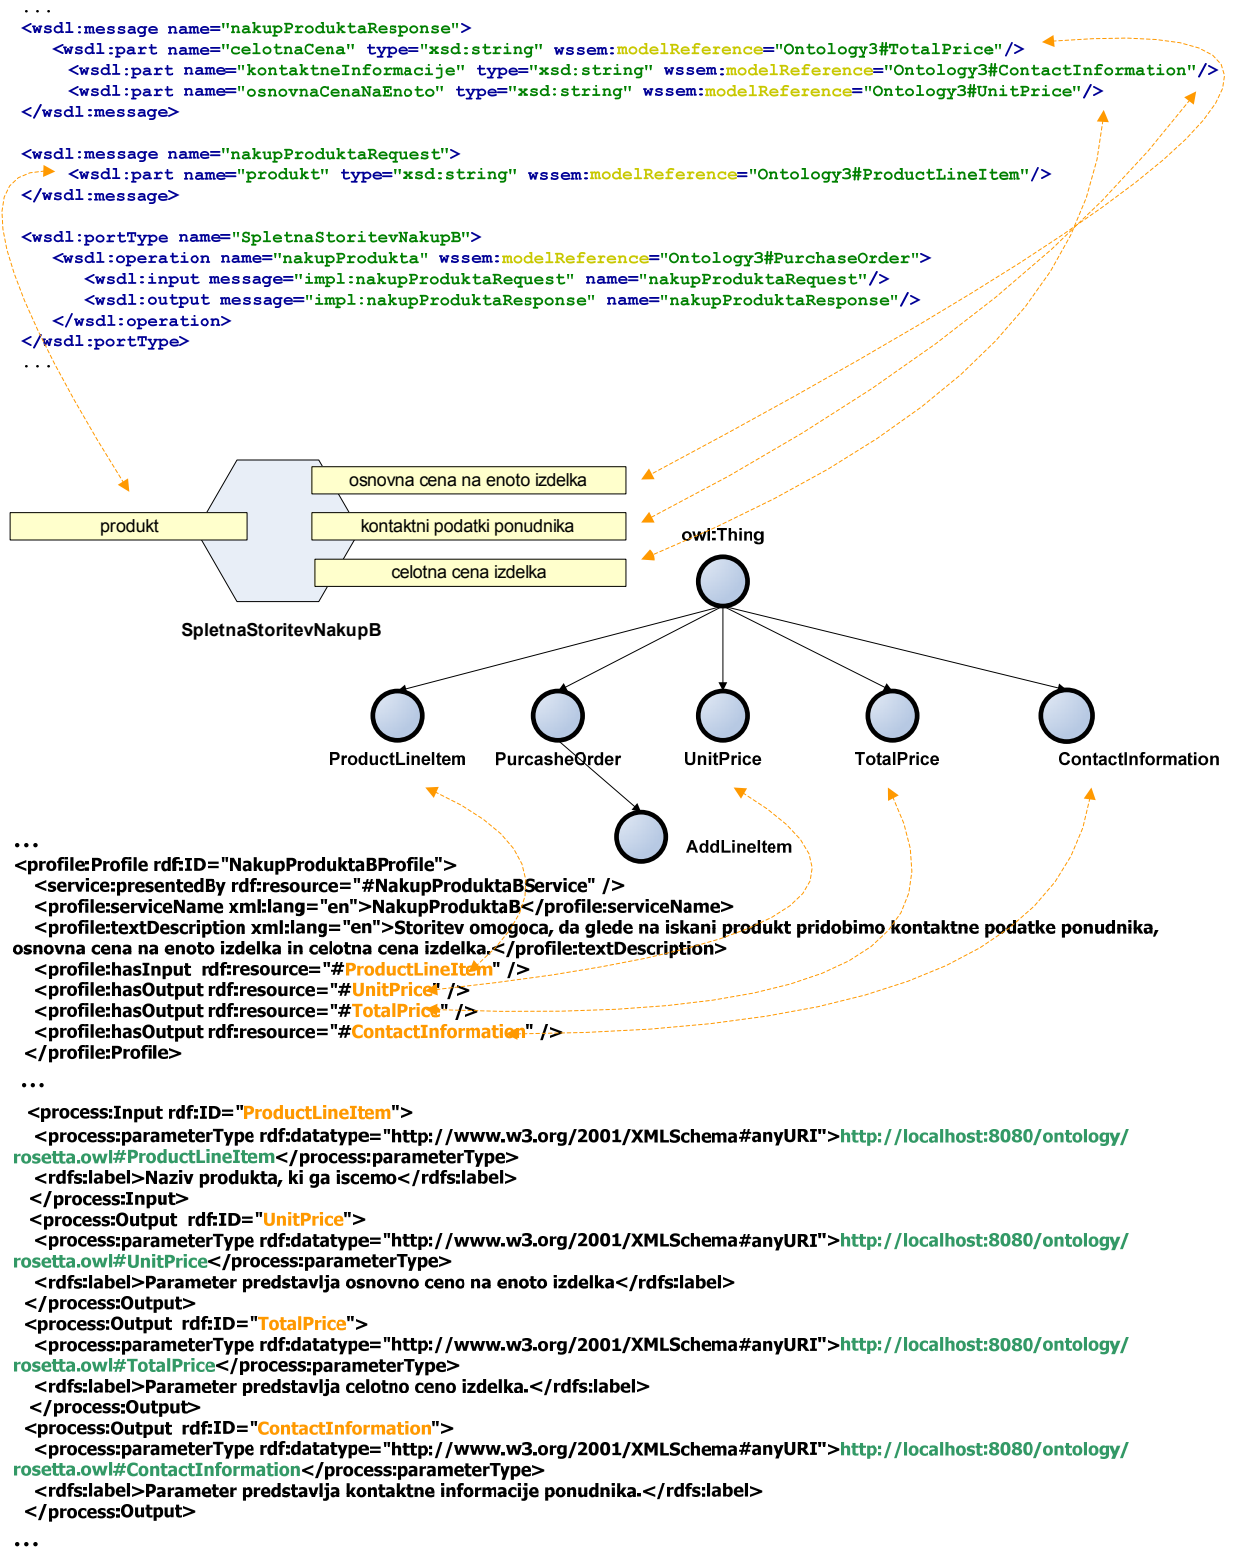 ...
<wsdl:message name="nakupProduktaResponse">
<wsdl:part name="celotnaCena" type="xsd:string" wssem:modelReference="Ontology3#TotalPrice"/>
<wsdl:part name="kontaktneInformacije" type="xsd:string" wssem:modelReference="Ontology3#ContactInformation"/>
<wsdl:part name="osnovnaCenaNaEnoto" type="xsd:string" wssem:modelReference="Ontology3#UnitPrice"/>
</wsdl:message>
<wsdl:message name="nakupProduktaRequest">
<wsdl:part name="produkt" type="xsd:string" wssem:modelReference="Ontology3#ProductLineItem"/>
</wsdl:message>
<wsdl:portType name="SpletnaStoritevNakupB">
<wsdl:operation name="nakupProdukta" wssem:modelReference="Ontology3#PurchaseOrder">
<wsdl:input message="impl:nakupProduktaRequest" name="nakupProduktaRequest"/>
<wsdl:output message="impl:nakupProduktaResponse" name="nakupProduktaResponse"/>
</wsdl:operation>
</wsdl:portType>
...
osnovna cena na enoto izdelka
produkt
kontaktni podatki ponudnika
celotna cena izdelka
SpletnaStoritevNakupB
owl:Thing
ProductLineItem
PurcasheOrder
UnitPrice
TotalPrice
ContactInformation
AddLineItem
...
<profile:Profile rdf:ID="NakupProduktaBProfile">
<service:presentedBy rdf:resource="#NakupProduktaBService" />
<profile:serviceName xml:lang="en">NakupProduktaB</profile:serviceName>
<profile:textDescription xml:lang="en">Storitev omogoca, da glede na iskani produkt pridobimo kontaktne podatke ponudnika,
osnovna cena na enoto izdelka in celotna cena izdelka.</profile:textDescription>
<profile:hasInput rdf:resource="#ProductLineItem" />
<profile:hasOutput rdf:resource="#UnitPrice" />
<profile:hasOutput rdf:resource="#TotalPrice" />
<profile:hasOutput rdf:resource="#ContactInformation" />
</profile:Profile>
...
<process:Input rdf:ID="ProductLineItem">
<process:parameterType rdf:datatype="http://www.w3.org/2001/XMLSchema#anyURI">http://localhost:8080/ontology/
rosetta.owl#ProductLineItem</process:parameterType>
<rdfs:label>Naziv produkta, ki ga iscemo</rdfs:label>
</process:Input>
<process:Output rdf:ID="UnitPrice">
<process:parameterType rdf:datatype="http://www.w3.org/2001/XMLSchema#anyURI">http://localhost:8080/ontology/
rosetta.owl#UnitPrice</process:parameterType>
<rdfs:label>Parameter predstavlja osnovno ceno na enoto izdelka</rdfs:label>
</process:Output>
<process:Output rdf:ID="TotalPrice">
<process:parameterType rdf:datatype="http://www.w3.org/2001/XMLSchema#anyURI">http://localhost:8080/ontology/
rosetta.owl#TotalPrice</process:parameterType>
<rdfs:label>Parameter predstavlja celotno ceno izdelka.</rdfs:label>
</process:Output>
<process:Output rdf:ID="ContactInformation">
<process:parameterType rdf:datatype="http://www.w3.org/2001/XMLSchema#anyURI">http://localhost:8080/ontology/
rosetta.owl#ContactInformation</process:parameterType>
<rdfs:label>Parameter predstavlja kontaktne informacije ponudnika.</rdfs:label>
</process:Output>
...